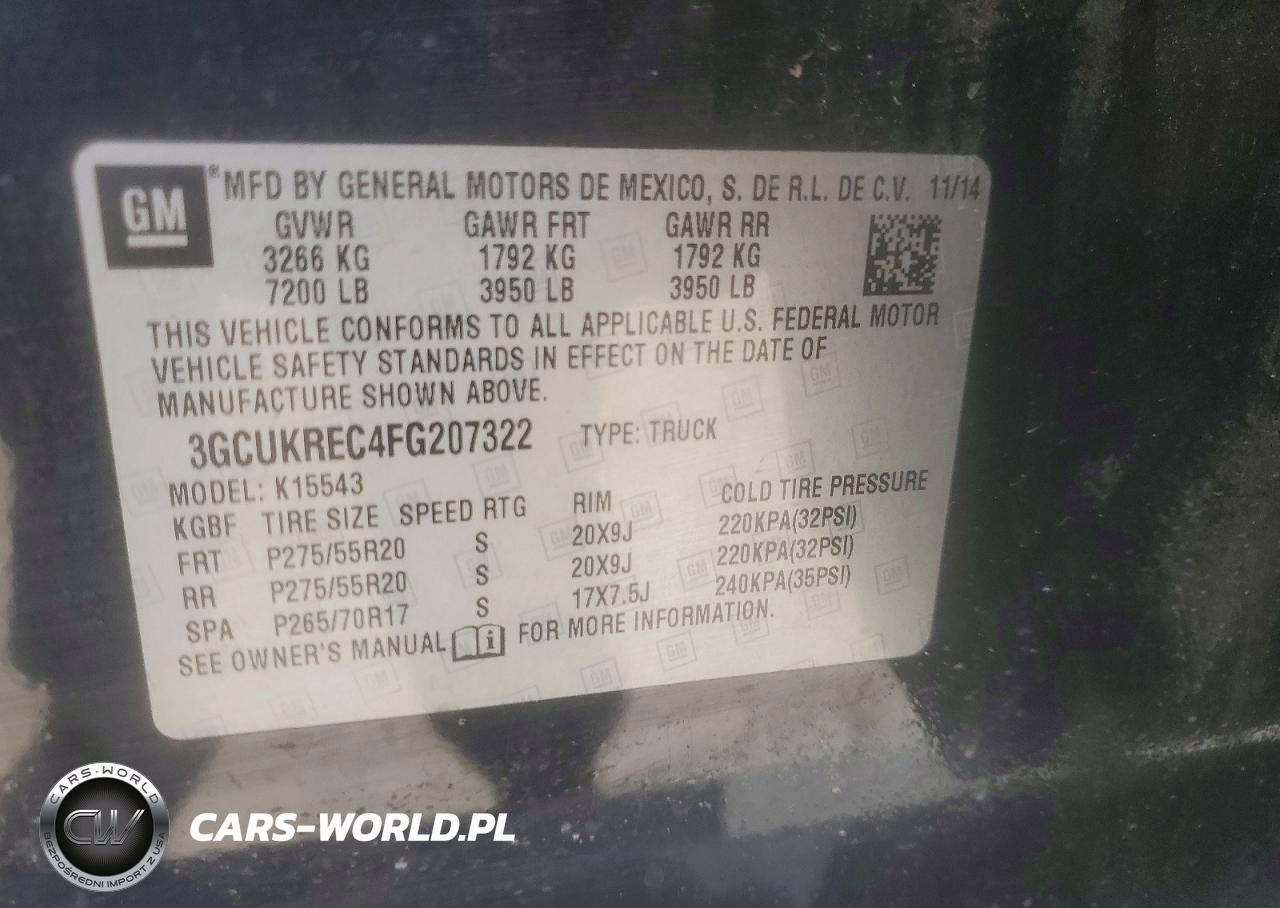 GM® MFD BY GENERAL MOTORS DE MEXICO, S. DE R.L. DE C.V. 11/14
GVWR GAWR FRT GAWR RR
3266 KG 1792 KG 1792 KG
7200 LB 3950 LB 3950 LB
THIS VEHICLE CONFORMS TO ALL APPLICABLE U.S. FEDERAL MOTOR
VEHICLE SAFETY STANDARDS IN EFFECT ON THE DATE OF
MANUFACTURE SHOWN ABOVE.
3GCUKREC4FG207322 TYPE: TRUCK
MODEL: K15543
KGBF TIRE SIZE SPEED RTG RIM COLD TIRE PRESSURE
FRT P275/55R20 S 20X9J 220KPA(32PSI)
RR P275/55R20 S 20X9J 220KPA(32PSI)
SPA P265/70R17 S 17X7.5J 240KPA(35PSI)
SEE OWNER'S MANUAL i FOR MORE INFORMATION.
CARS-WORLD
CW
BEZPOŚREDNI IMPORT Z USA
CARS-WORLD.PL